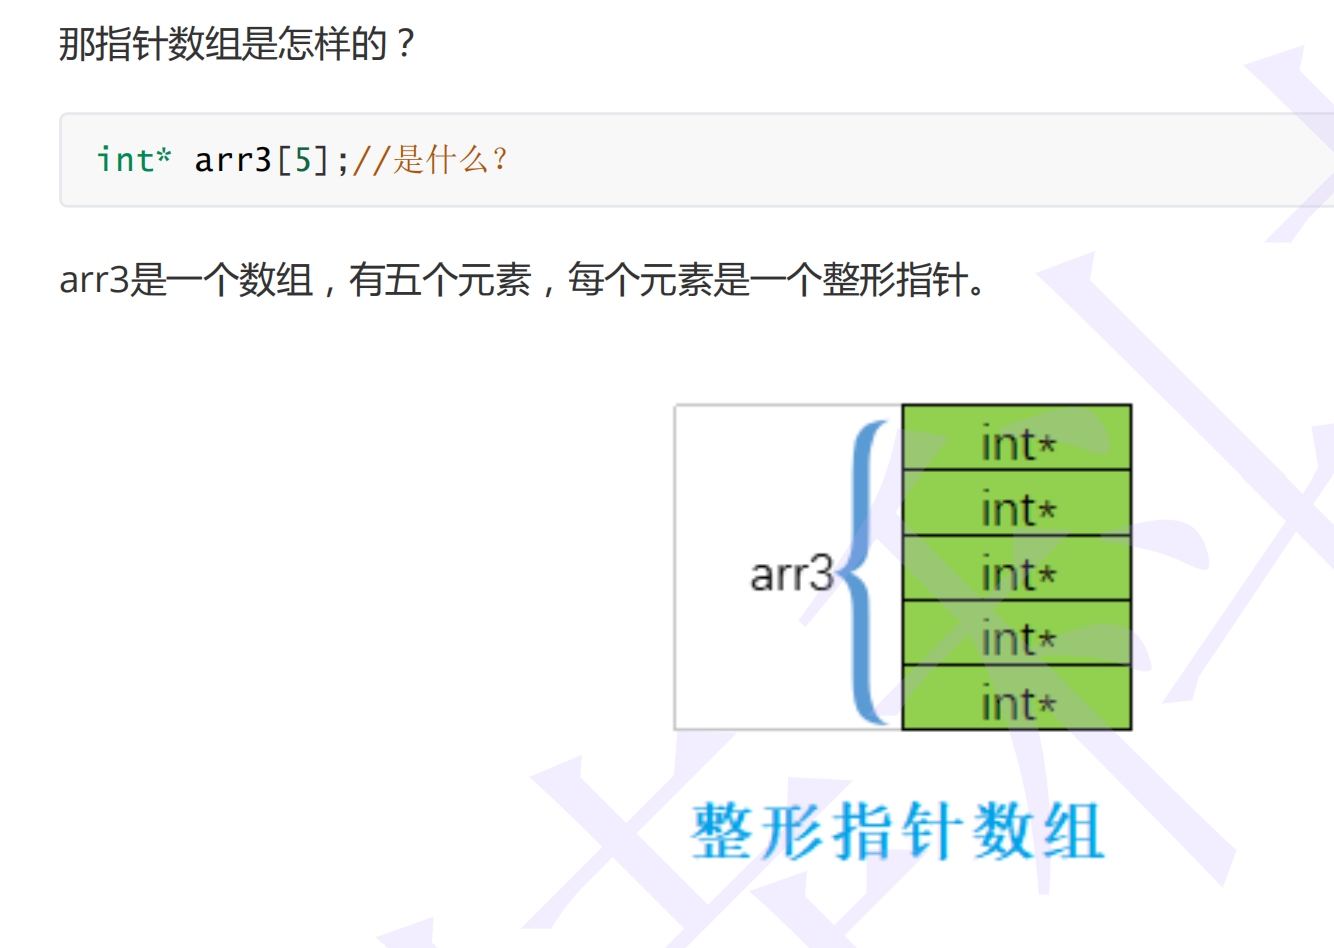 那指针数组是怎样的？
int* arr3[5];//是什么？
arr3是一个数组，有五个元素，每个元素是一个整形指针。
int*
int*
arr3
int*
int*
int*
整形指针数组